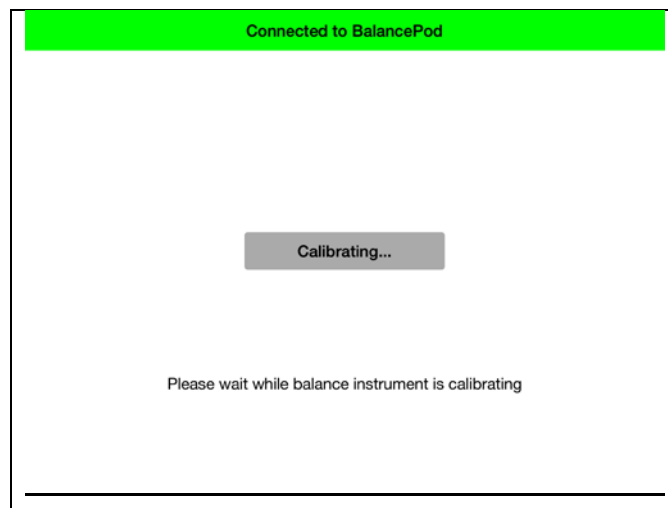 Connected to BalancePod
Calibrating...
Please wait while balance instrument is calibrating